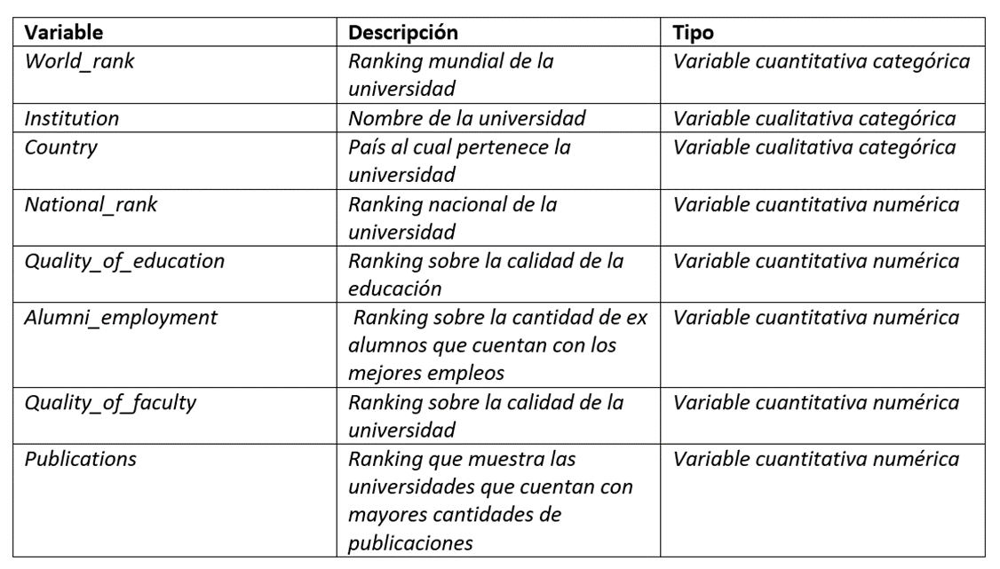 Variable Descripción Tipo
World_rank Ranking mundial de la Variable cuantitativa categórica
universidad
Institution Nombre de la universidad Variable cualitativa categórica
Country País al cual pertenece la Variable cualitativa categórica
universidad
National_rank Ranking nacional de la Variable cuantitativa numérica
universidad
Quality_of_education Ranking sobre la calidad de la Variable cuantitativa numérica
educación
Alumni_employment Ranking sobre la cantidad de ex Variable cuantitativa numérica
alumnos que cuentan con los
mejores empleos
Quality_of_faculty Ranking sobre la calidad de la Variable cuantitativa numérica
universidad
Publications Ranking que muestra las Variable cuantitativa numérica
universidades que cuentan con
mayores cantidades de
publicaciones